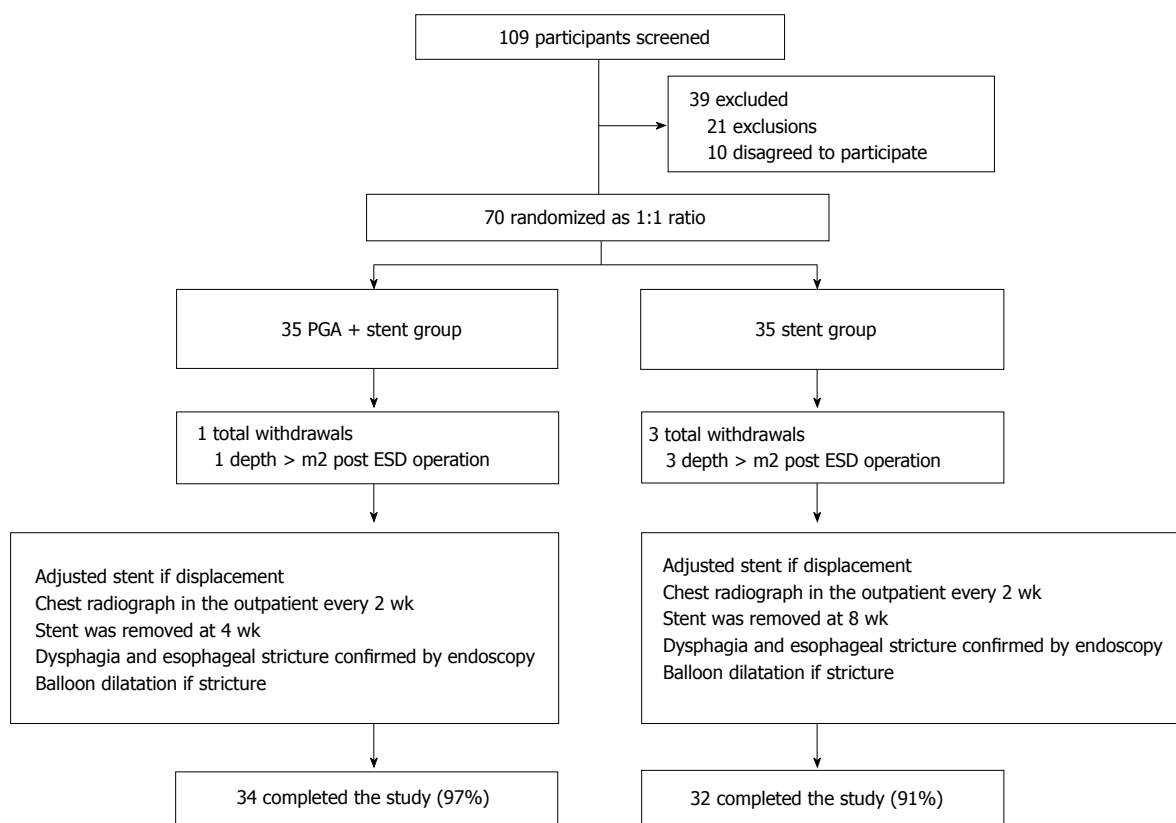 109 participants screened
39 excluded
21 exclusions
10 disagreed to participate
70 randomized as 1:1 ratio
35 PGA + stent group
35 stent group
1 total withdrawals
1 depth > m2 post ESD operation
3 total withdrawals
3 depth > m2 post ESD operation
Adjusted stent if displacement
Chest radiograph in the outpatient every 2 wk
Stent was removed at 4 wk
Dysphagia and esophageal stricture confirmed by endoscopy
Balloon dilatation if stricture
Adjusted stent if displacement
Chest radiograph in the outpatient every 2 wk
Stent was removed at 8 wk
Dysphagia and esophageal stricture confirmed by endoscopy
Balloon dilatation if stricture
34 completed the study (97%)
32 completed the study (91%)